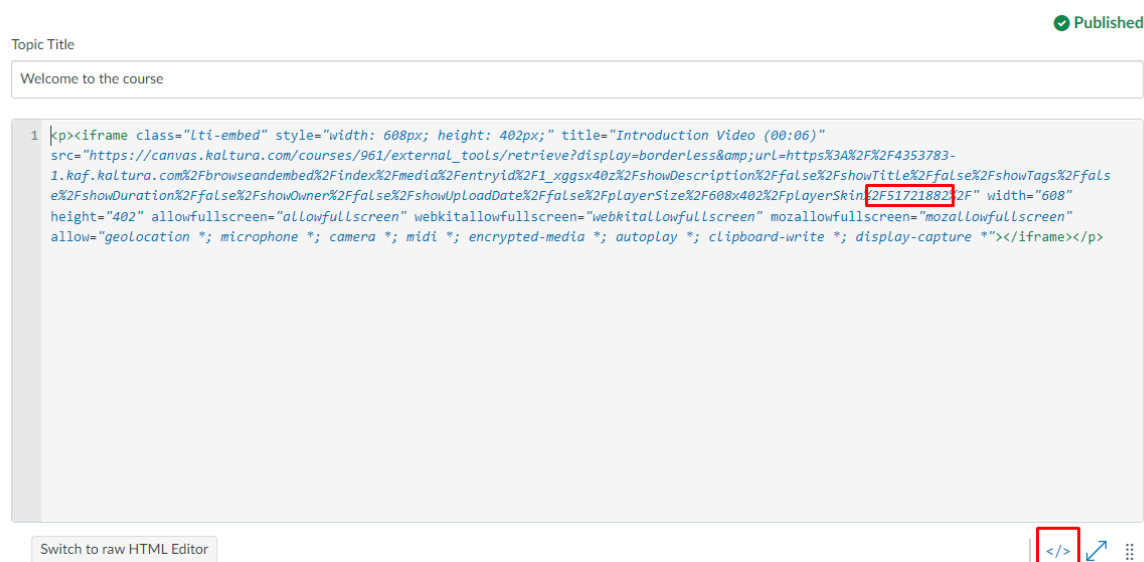 Published
Topic Title
Welcome to the course
1 <p><iframe class="lti-embed" style="width: 608px; height: 402px;" title="Introduction Video (00:06)"
src="https://canvas.kaltura.com/courses/961/external_tools/retrieve?display=borderless&amp;url=https%3A%2F%2F4353783-
1.kaf.kaltura.com%2Fbrowseandembed%2Findex%2Fmedia%2Fentryid%2F1_xggsx40z%2FshowDescription%2Ffalse%2FshowTitle%2Ffalse%2FshowTags%2Ffals
e%2FshowDuration%2Ffalse%2FshowOwner%2Ffalse%2FshowUploadDate%2Ffalse%2FplayerSize%2F608x402%2FplayerSkin%2F51721882%2F" width="608"
height="402" allowfullscreen="allowfullscreen" webkitallowfullscreen="webkitallowfullscreen" mozallowfullscreen="mozallowfullscreen"
allow="geolocation *; microphone *; camera *; midi *; encrypted-media *; autoplay *; clipboard-write *; display-capture *"></iframe></p>
Switch to raw HTML Editor
</>